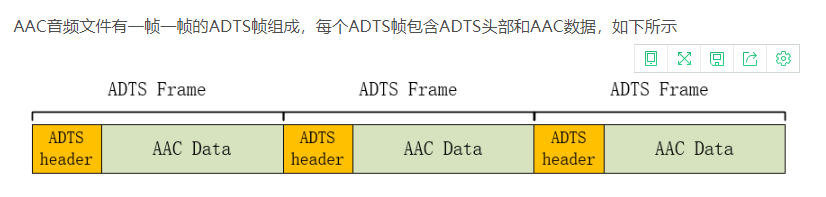 AAC音频文件有一帧一帧的ADTS帧组成，每个ADTS帧包含ADTS头部和AAC数据，如下所示
ADTS Frame ADTS Frame ADTS Frame
ADTS header AAC Data ADTS header AAC Data ADTS header AAC Data